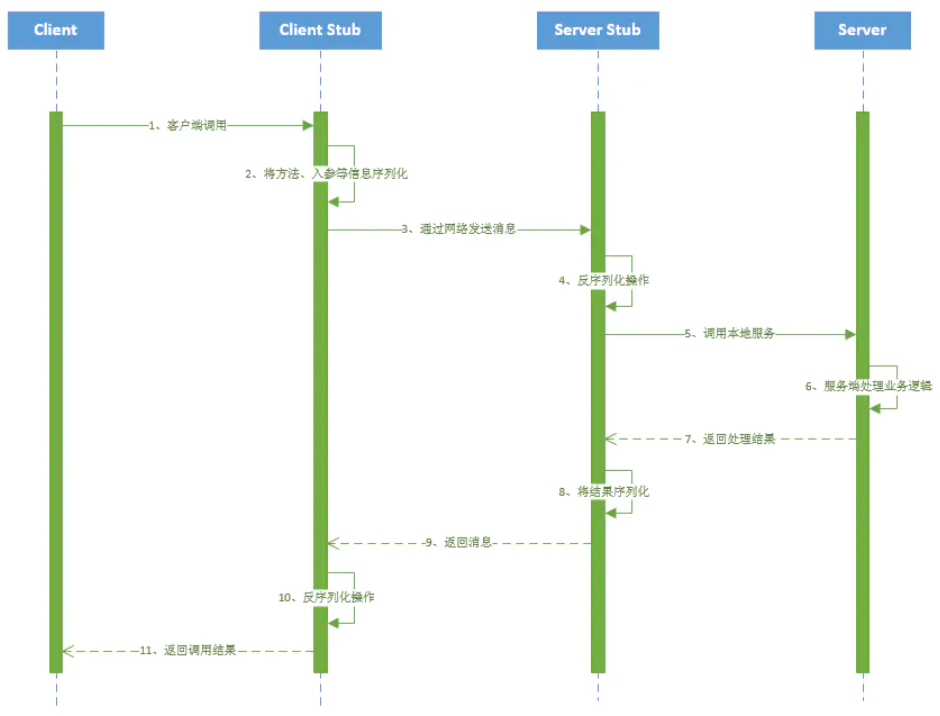 Client
Client Stub
Server Stub
Server
1、客户端调用
2、将方法、入参等信息序列化
3、通过网络发送消息
4、反序列化操作
5、调用本地服务
6、服务端处理业务逻辑
7、返回处理结果
8、将结果序列化
9、返回消息
10、反序列化操作
11、返回调用结果